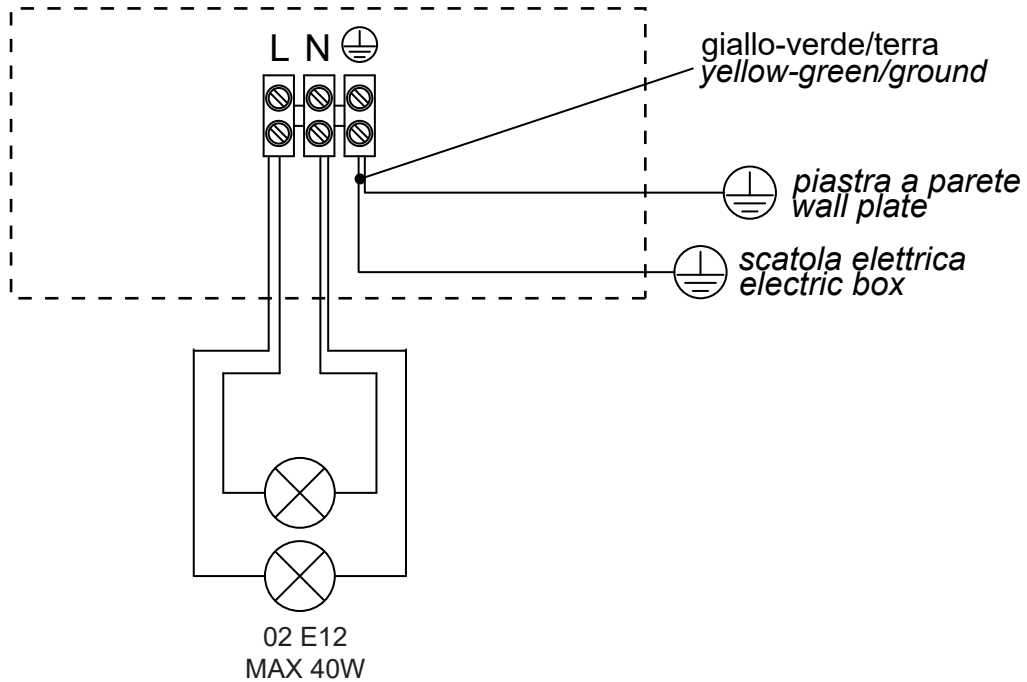 L N
giallo-verde/terra
yellow-green/ground
piastra a parete
wall plate
scatola elettrica
electric box
02 E12
MAX 40W